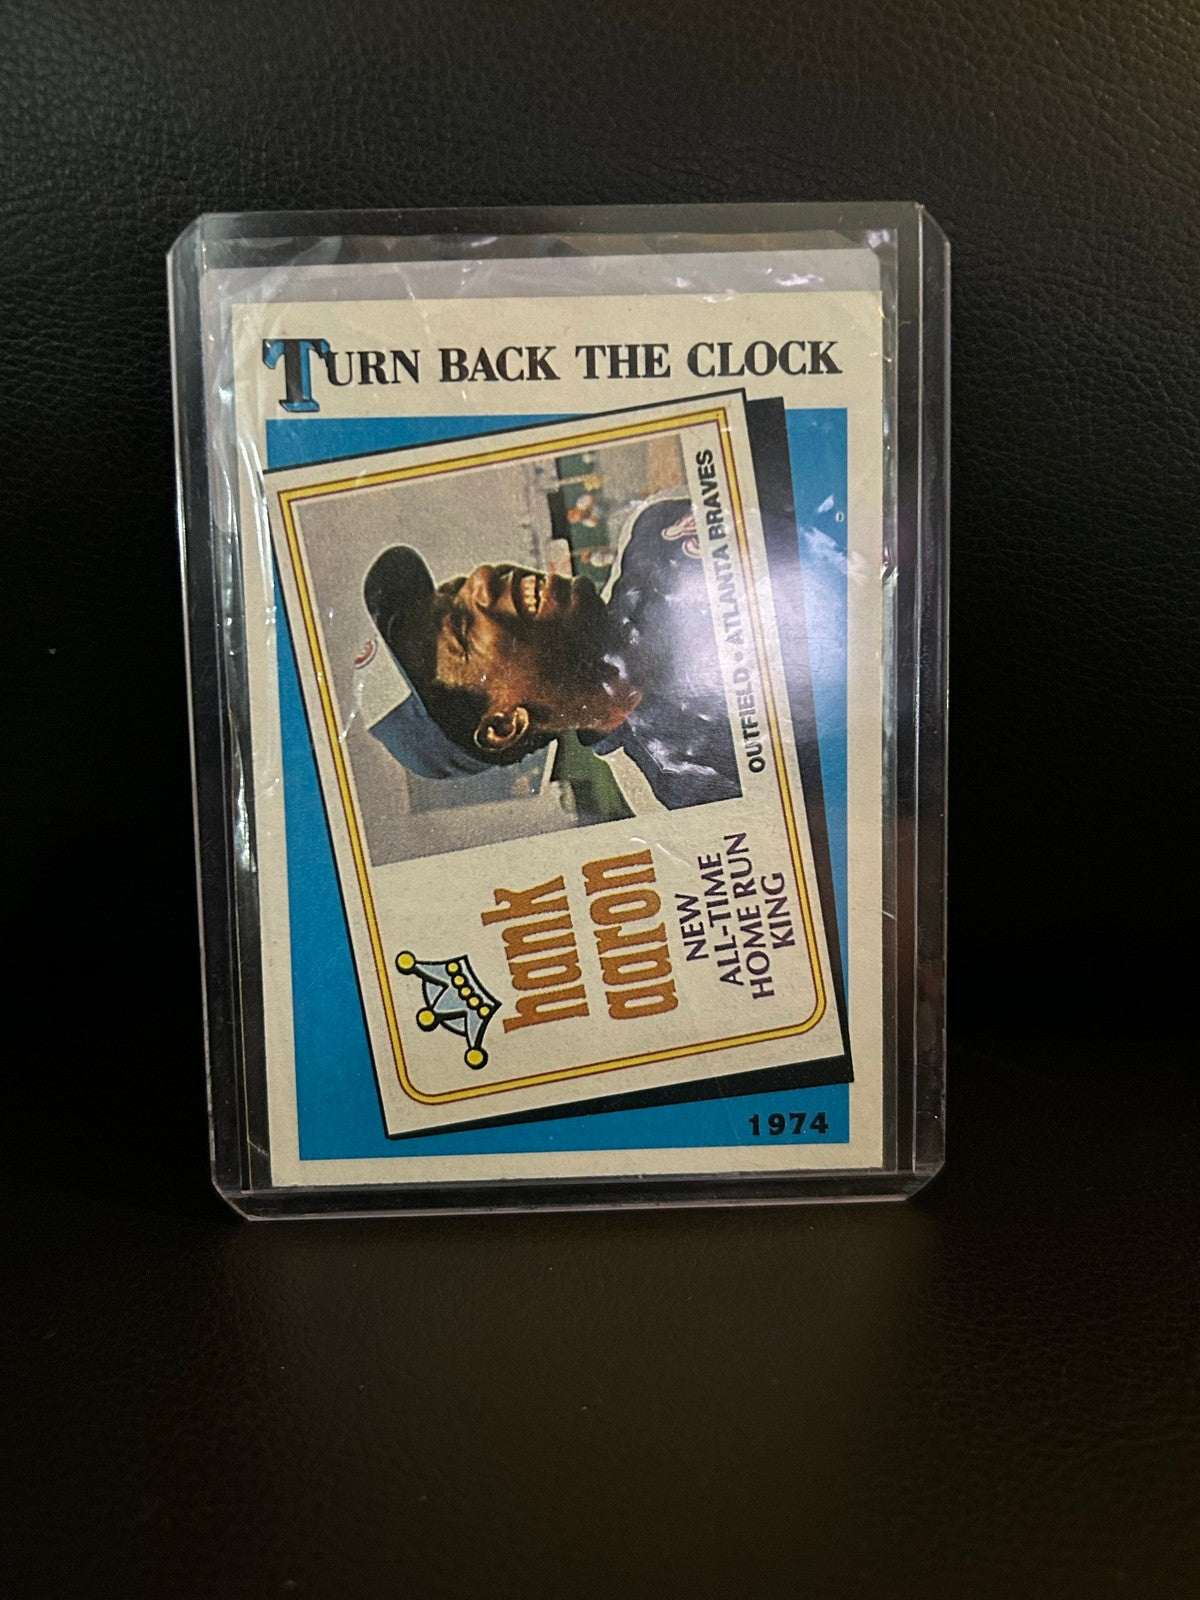 TURN BACK THE CLOCK
hank
aaron
NEW
ALL-TIME
HOME RUN
KING
OUTFIELD • ATLANTA BRAVES
1974